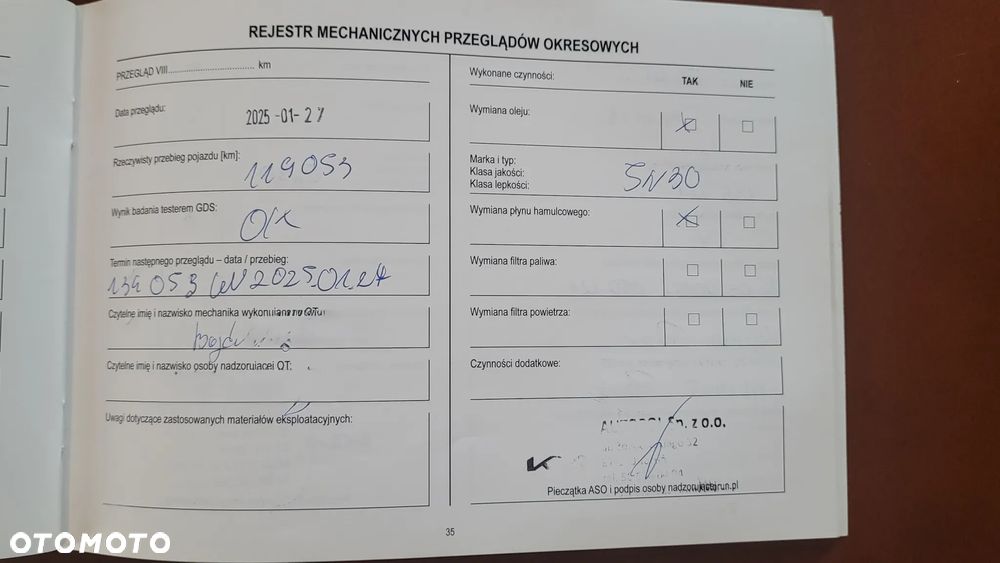 REJESTR MECHANICZNYCH PRZEGLĄDÓW OKRESOWYCH
PRZEGLĄD VIII................................ km
Data przeglądu:
2025-01-27
Rzeczywisty przebieg pojazdu [km]:
119053
Wynik badania testerem GDS:
OK
Termin następnego przeglądu – data / przebieg:
139 053 2025.01.27
Czytelne imię i nazwisko mechanika
Czytelne imię i nazwisko osoby nadzorującej QT:
Uwagi dotyczące zastosowanych materiałów eksploatacyjnych:
Wykonane czynności:
TAK
NIE
Wymiana oleju:
Marka i typ:
Klasa jakości:
Klasa lepkości:
5W30
Wymiana płynu hamulcowego:
Wymiana filtra paliwa:
Wymiana filtra powietrza:
Czynności dodatkowe:
Sp. z o.o.
Pieczątka ASO i podpis osoby nadzorującej
35
OTOMOTO